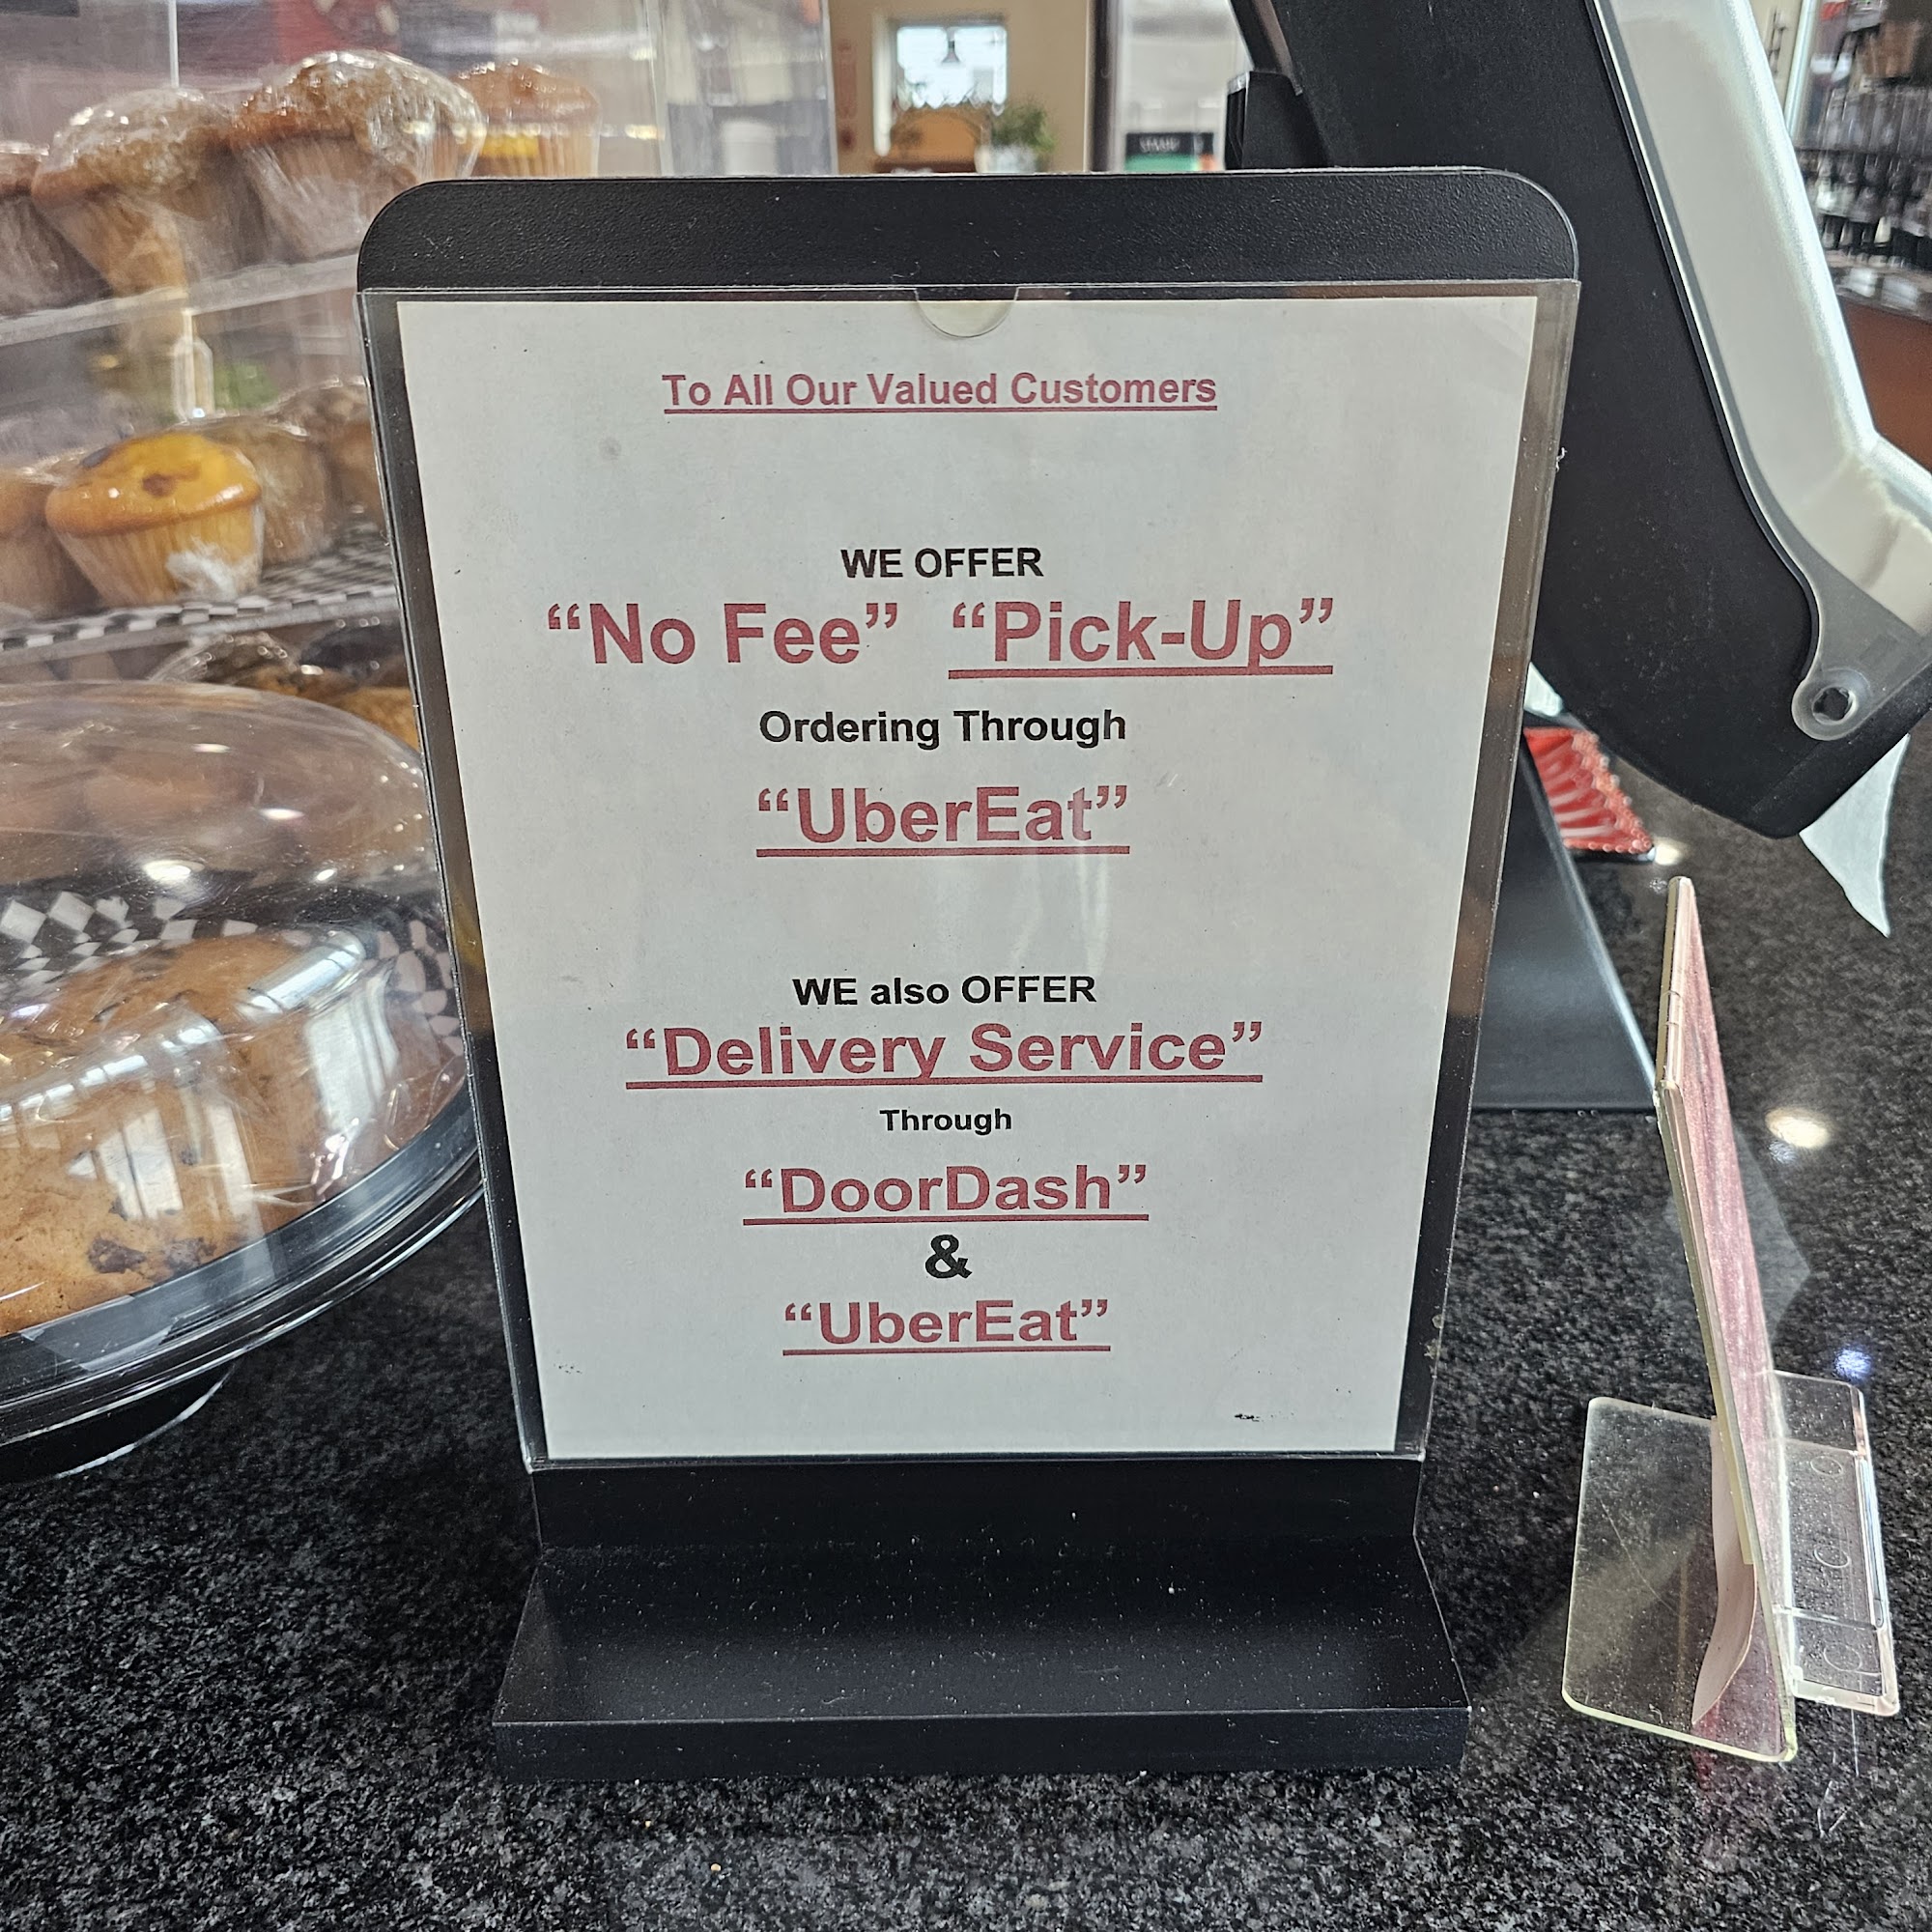 To All Our Valued Customers
WE OFFER
“No Fee” “Pick-Up”
Ordering Through
“UberEat”
WE also OFFER
“Delivery Service”
Through
“DoorDash”
&
“UberEat”